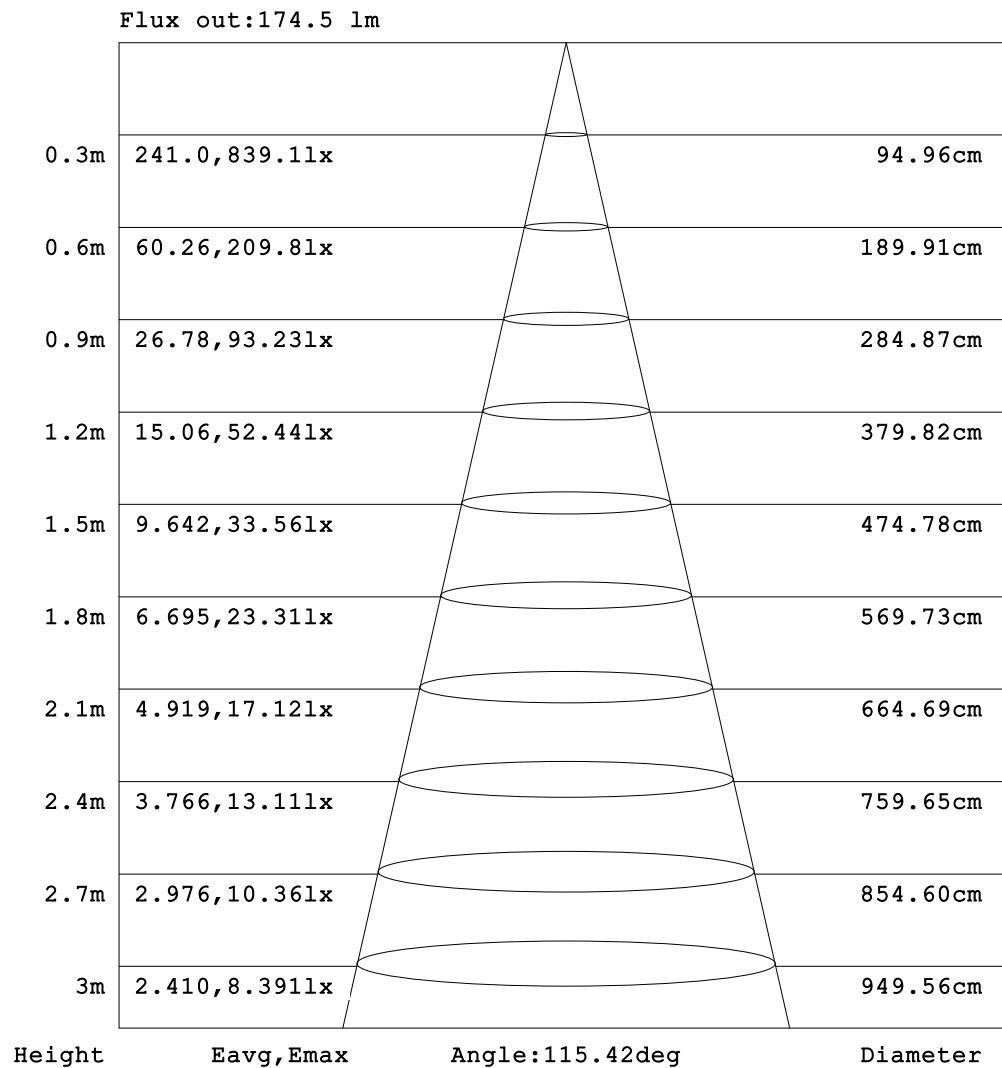 Flux out:174.5 lm
0.3m 241.0,839.1lx 94.96cm
0.6m 60.26,209.8lx 189.91cm
0.9m 26.78,93.23lx 284.87cm
1.2m 15.06,52.44lx 379.82cm
1.5m 9.642,33.56lx 474.78cm
1.8m 6.695,23.31lx 569.73cm
2.1m 4.919,17.12lx 664.69cm
2.4m 3.766,13.11lx 759.65cm
2.7m 2.976,10.36lx 854.60cm
3m 2.410,8.391lx 949.56cm
Height Eavg,Emax Angle:115.42deg Diameter